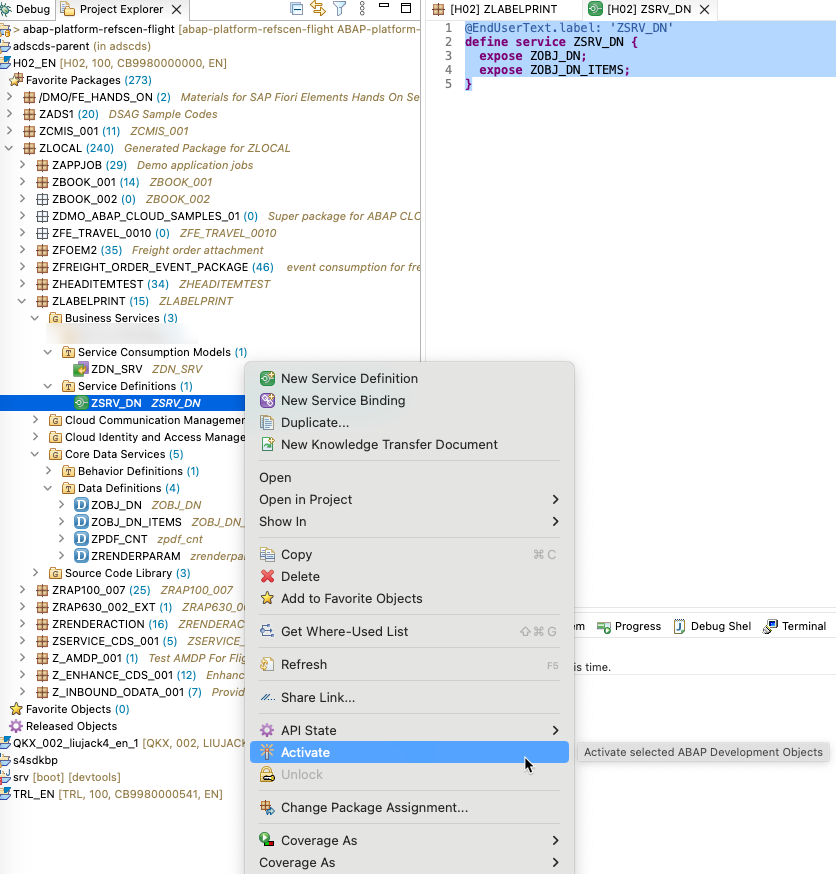 Debug Project Explorer
> abap-platform-refscen-flight [abap-platform-refscen-flight ABAP-platform-
adscds-parent (in adscds)
H02_EN [H02, 100, CB9980000000, EN]
Favorite Packages (273)
/DMO/FE_HANDS_ON (2) Materials for SAP Fiori Elements Hands On Se
ZADS1 (20) DSAG Sample Codes
ZCMIS_001 (11) ZCMIS_001
ZLOCAL (240) Generated Package for ZLOCAL
ZAPPJOB (29) Demo application jobs
ZBOOK_001 (14) ZBOOK_001
ZBOOK_002 (0) ZBOOK_002
ZDMO_ABAP_CLOUD_SAMPLES_01 (0) Super package for ABAP CLO
ZFE_TRAVEL_0010 (0) ZFE_TRAVEL_0010
ZFOEM2 (35) Freight order attachment
ZFREIGHT_ORDER_EVENT_PACKAGE (46) event consumption for fre
ZHEADITEMTEST (34) ZHEADITEMTEST
ZLABELPRINT (15) ZLABELPRINT
Business Services (3)
Service Consumption Models (1)
ZDN_SRV ZDN_SRV
Service Definitions (1)
ZSRV_DN ZSRV_DN
Cloud Communication Managemen
Cloud Identity and Access Manage
Core Data Services (5)
Behavior Definitions (1)
Data Definitions (4)
ZOBJ_DN ZOBJ_DN
ZOBJ_DN_ITEMS ZOBJ_DN_
ZPDF_CNT zpdf_cnt
ZRENDERPARAM zrenderpa
Source Code Library (3)
ZRAP100_007 (25) ZRAP100_007
ZRAP630_002_EXT (1) ZRAP630_0
ZRENDERACTION (16) ZRENDERAC
ZSERVICE_CDS_001 (5) ZSERVICE_
Z_AMDP_001 (1) Test AMDP For Flig
Z_ENHANCE_CDS_001 (12) Enhanc
Z_INBOUND_ODATA_001 (7) Provid
Favorite Objects (0)
Released Objects
QKX_002_liujack4_en_1 [QKX, 002, LIUJACK
s4sdkbp
srv [boot] [devtools]
TRL_EN [TRL, 100, CB9980000541, EN]
[H02] ZLABELPRINT [H02] ZSRV_DN
1 @EndUserText.label: 'ZSRV_DN'
2 define service ZSRV_DN {
3 expose ZOBJ_DN;
4 expose ZOBJ_DN_ITEMS;
5 }
New Service Definition
New Service Binding
Duplicate...
New Knowledge Transfer Document
Open
Open in Project
Show In
Copy ⌘C
Delete
Add to Favorite Objects
Get Where-Used List ⇧⌘G
Refresh F5
Share Link...
API State
Activate
Unlock
Change Package Assignment...
Coverage As
Coverage As
em Progress Debug Shel Terminal
is time.
Activate selected ABAP Development Objects